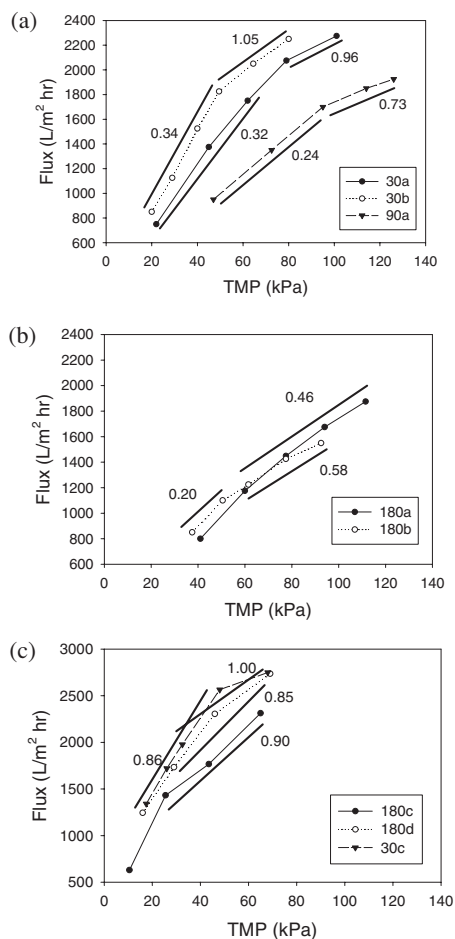 (a)
2400
2200
2000
1800
1600
1400
1200
1000
800
600
Flux (L/m² hr)
1.05
0.96
0.34
0.32
0.73
0.24
30a
30b
90a
0 20 40 60 80 100 120 140
TMP (kPa)
(b)
2400
2200
2000
1800
1600
1400
1200
1000
800
600
Flux (L/m² hr)
0.46
0.58
0.20
180a
180b
0 20 40 60 80 100 120 140
TMP (kPa)
(c)
3000
2500
2000
1500
1000
500
Flux (L/m² hr)
1.00
0.85
0.86
0.90
180c
180d
30c
0 20 40 60 80 100 120 140
TMP (kPa)